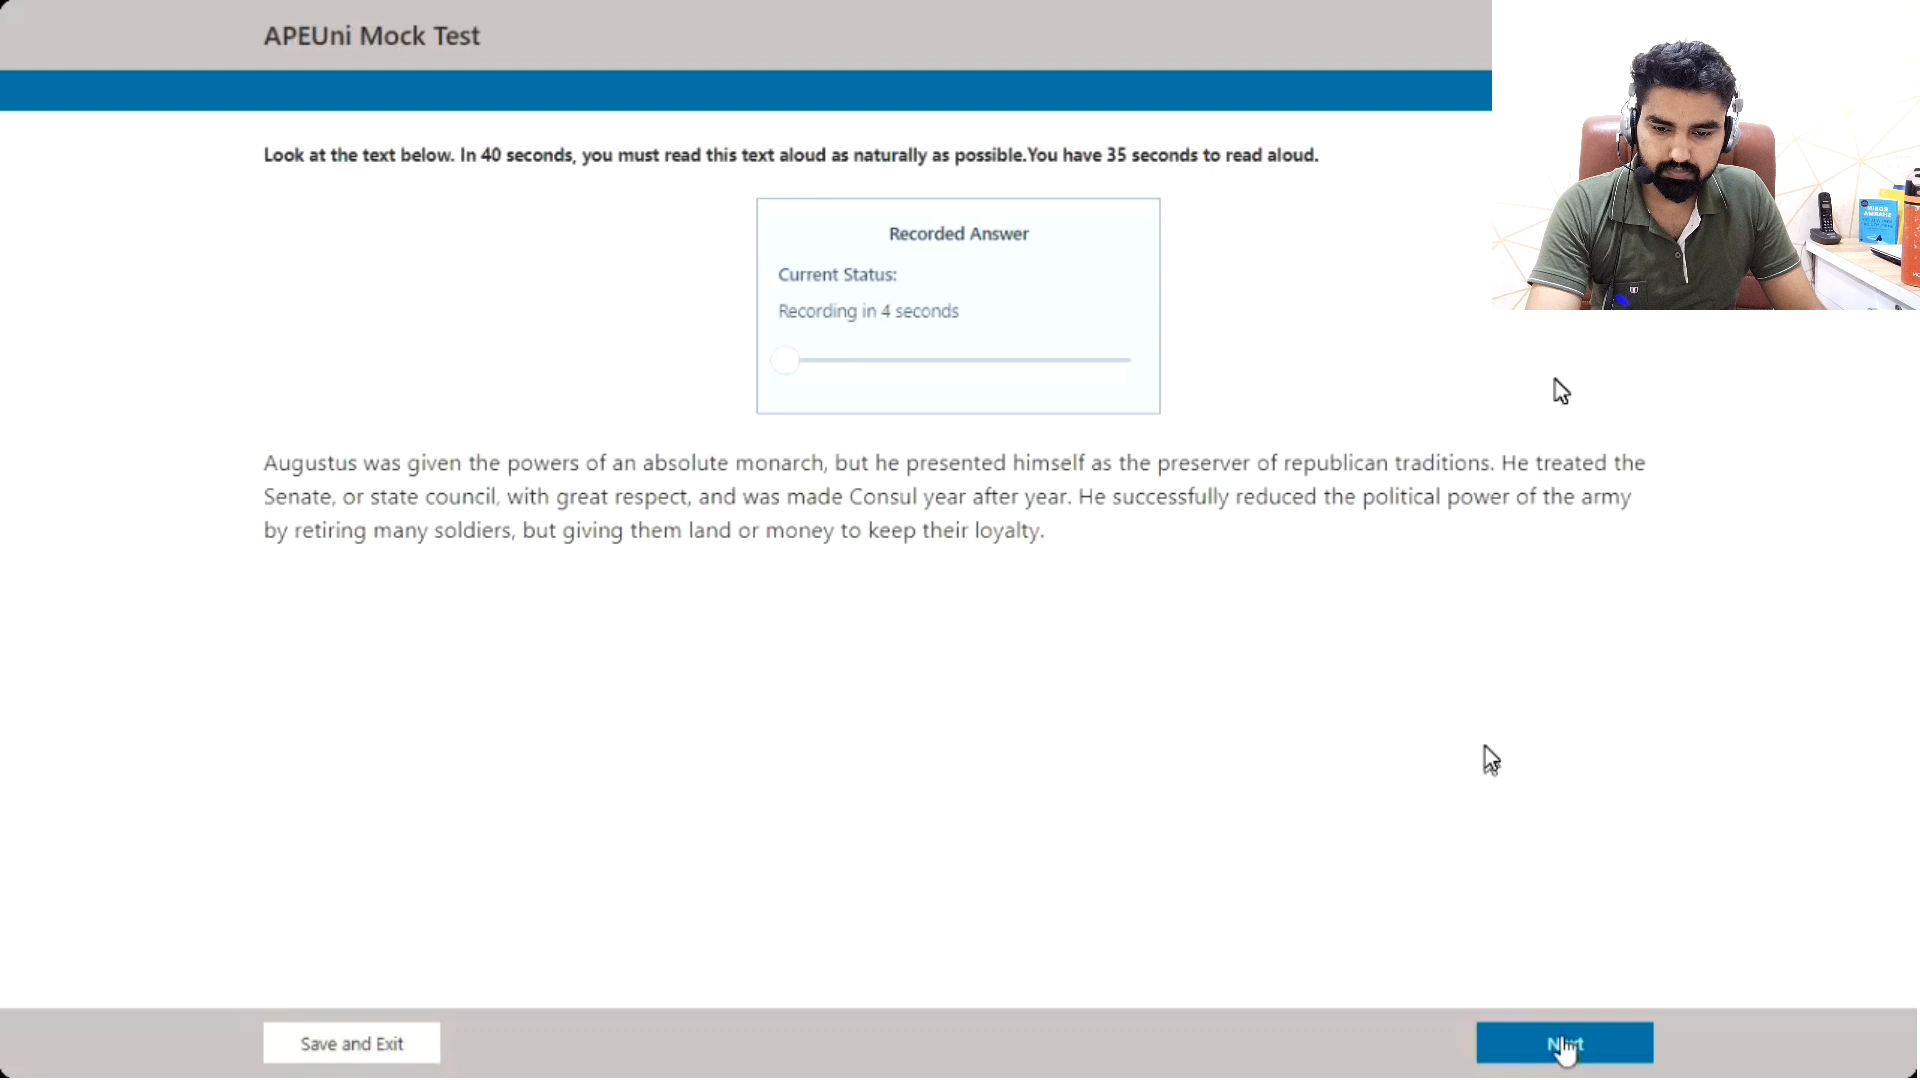 APEUni Mock Test
Look at the text below. In 40 seconds, you must read this text aloud as naturally as possible.You have 35 seconds to read aloud.
Recorded Answer
Current Status:
Recording in 4 seconds
Augustus was given the powers of an absolute monarch, but he presented himself as the preserver of republican traditions. He treated the
Senate, or state council, with great respect, and was made Consul year after year. He successfully reduced the political power of the army
by retiring many soldiers, but giving them land or money to keep their loyalty.
Save and Exit
Next